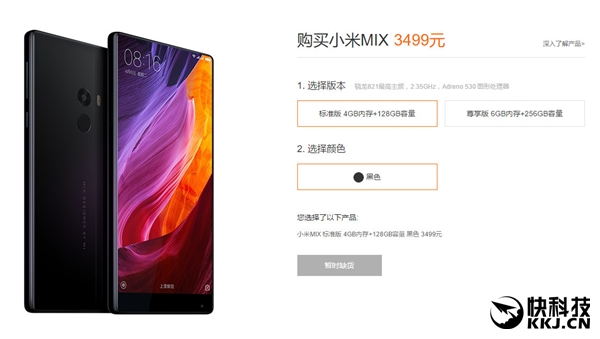 购买小米MIX 3499元
深入了解产品>
1. 选择版本 骁龙821最高主频，2.35GHz，Adreno 530 图形处理器
标准版 4GB内存+128GB容量
尊享版 6GB内存+256GB容量
2. 选择颜色
黑色
您选择了以下产品:
小米MIX 标准版 4GB内存+128GB容量 黑色 3499元
暂时缺货
08:16
快科技
KKJ.CN